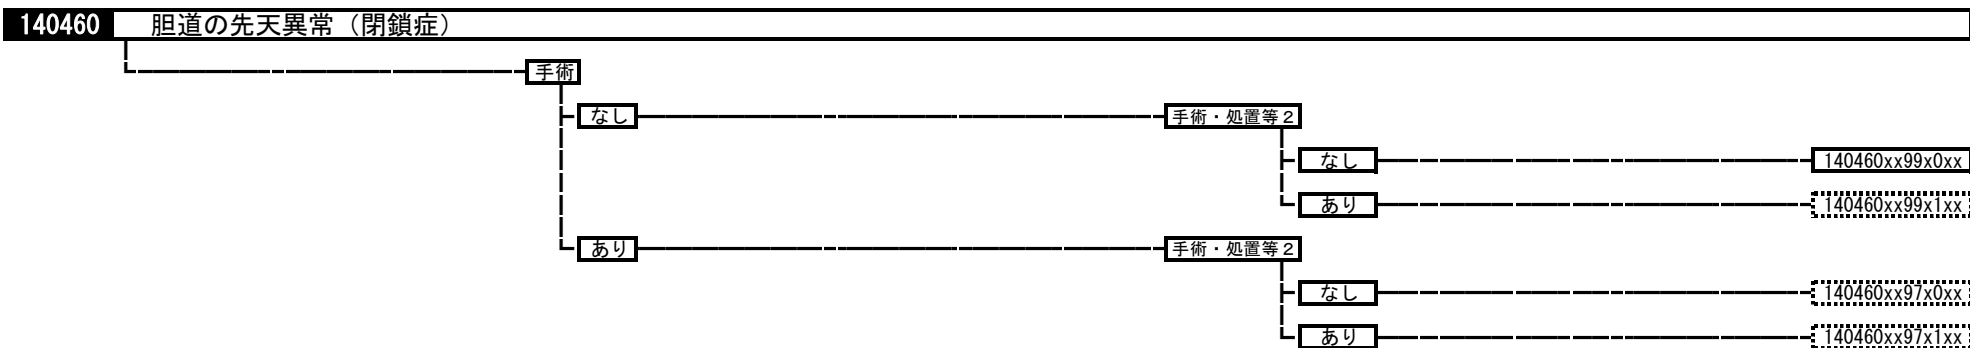 140460 胆道の先天異常（閉鎖症）
手術
なし 手術・処置等２
なし 140460xx99x0xx
あり 140460xx99x1xx
あり 手術・処置等２
なし 140460xx97x0xx
あり 140460xx97x1xx